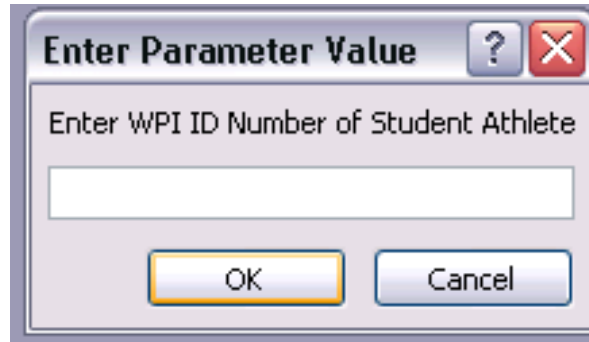 Enter Parameter Value ?
Enter WPI ID Number of Student Athlete
OK Cancel